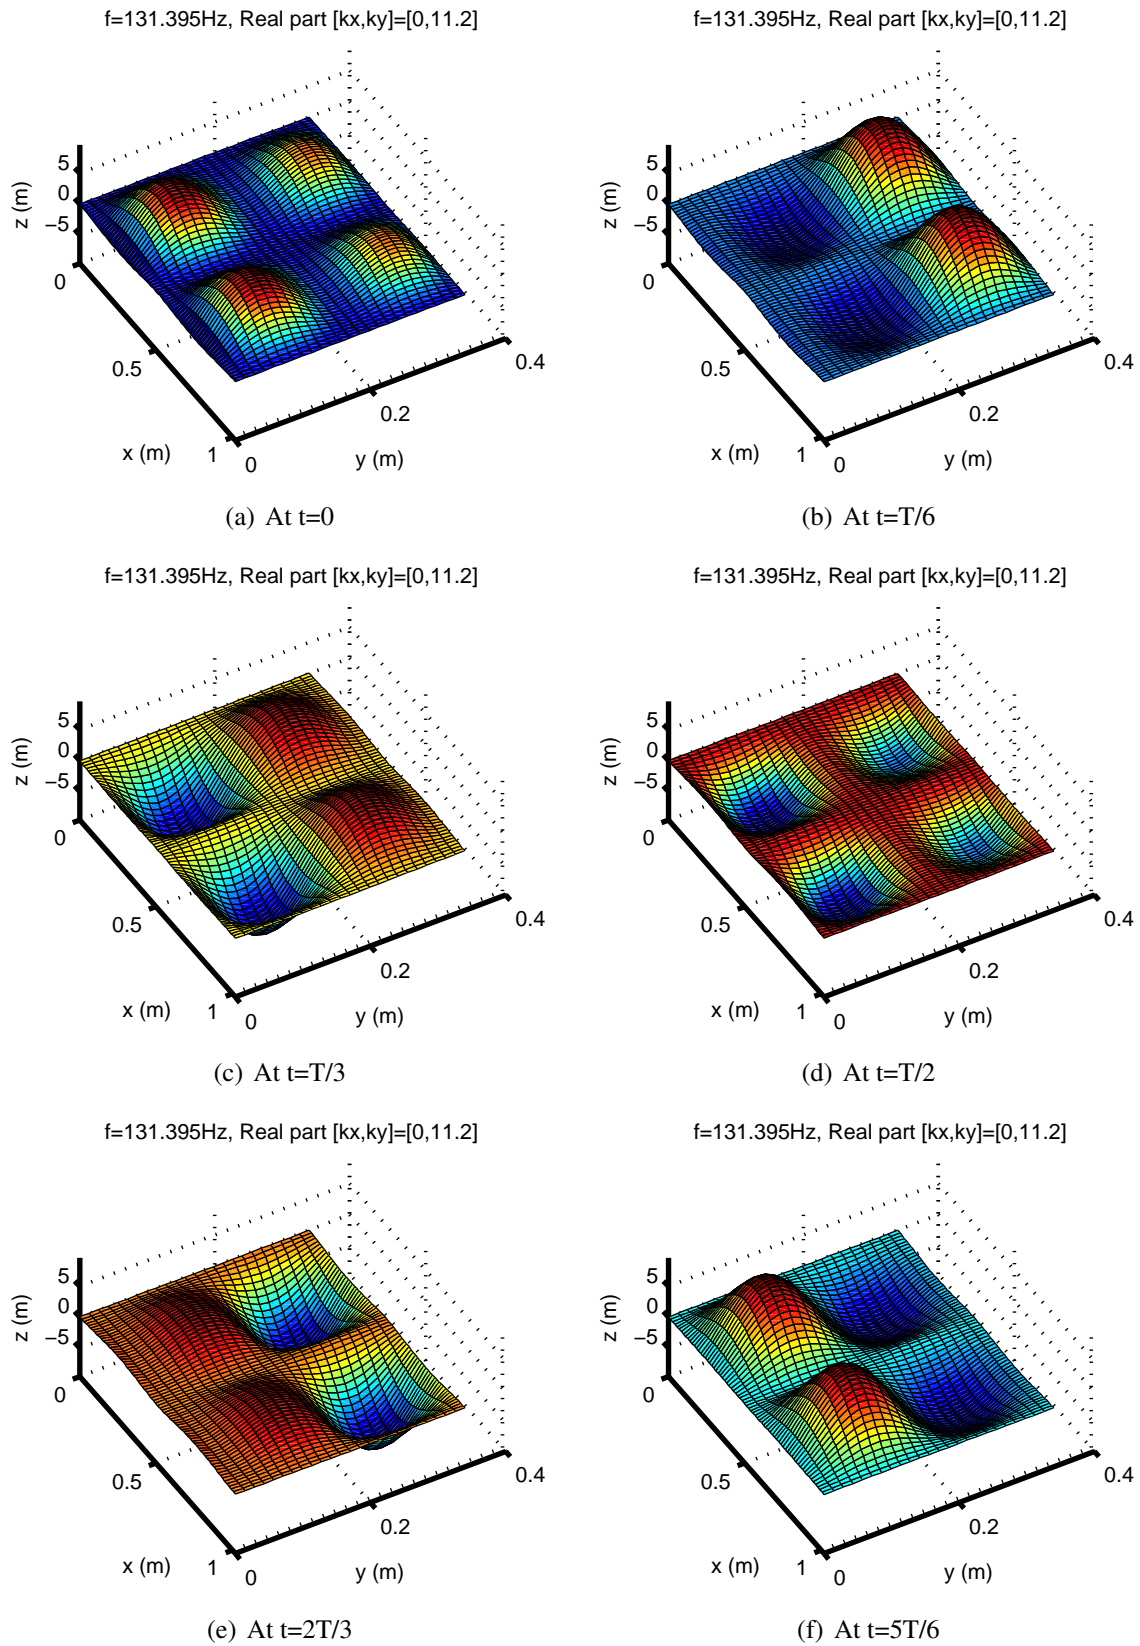 f=131.395Hz, Real part [kx,ky]=[0,11.2]
5
0
−5
z (m)
0
0.5
1
x (m)
0
0.2
0.4
y (m)
(a) At t=0
f=131.395Hz, Real part [kx,ky]=[0,11.2]
5
0
−5
z (m)
0
0.5
1
x (m)
0
0.2
0.4
y (m)
(b) At t=T/6
f=131.395Hz, Real part [kx,ky]=[0,11.2]
5
0
−5
z (m)
0
0.5
1
x (m)
0
0.2
0.4
y (m)
(c) At t=T/3
f=131.395Hz, Real part [kx,ky]=[0,11.2]
5
0
−5
z (m)
0
0.5
1
x (m)
0
0.2
0.4
y (m)
(d) At t=T/2
f=131.395Hz, Real part [kx,ky]=[0,11.2]
5
0
−5
z (m)
0
0.5
1
x (m)
0
0.2
0.4
y (m)
(e) At t=2T/3
f=131.395Hz, Real part [kx,ky]=[0,11.2]
5
0
−5
z (m)
0
0.5
1
x (m)
0
0.2
0.4
y (m)
(f) At t=5T/6